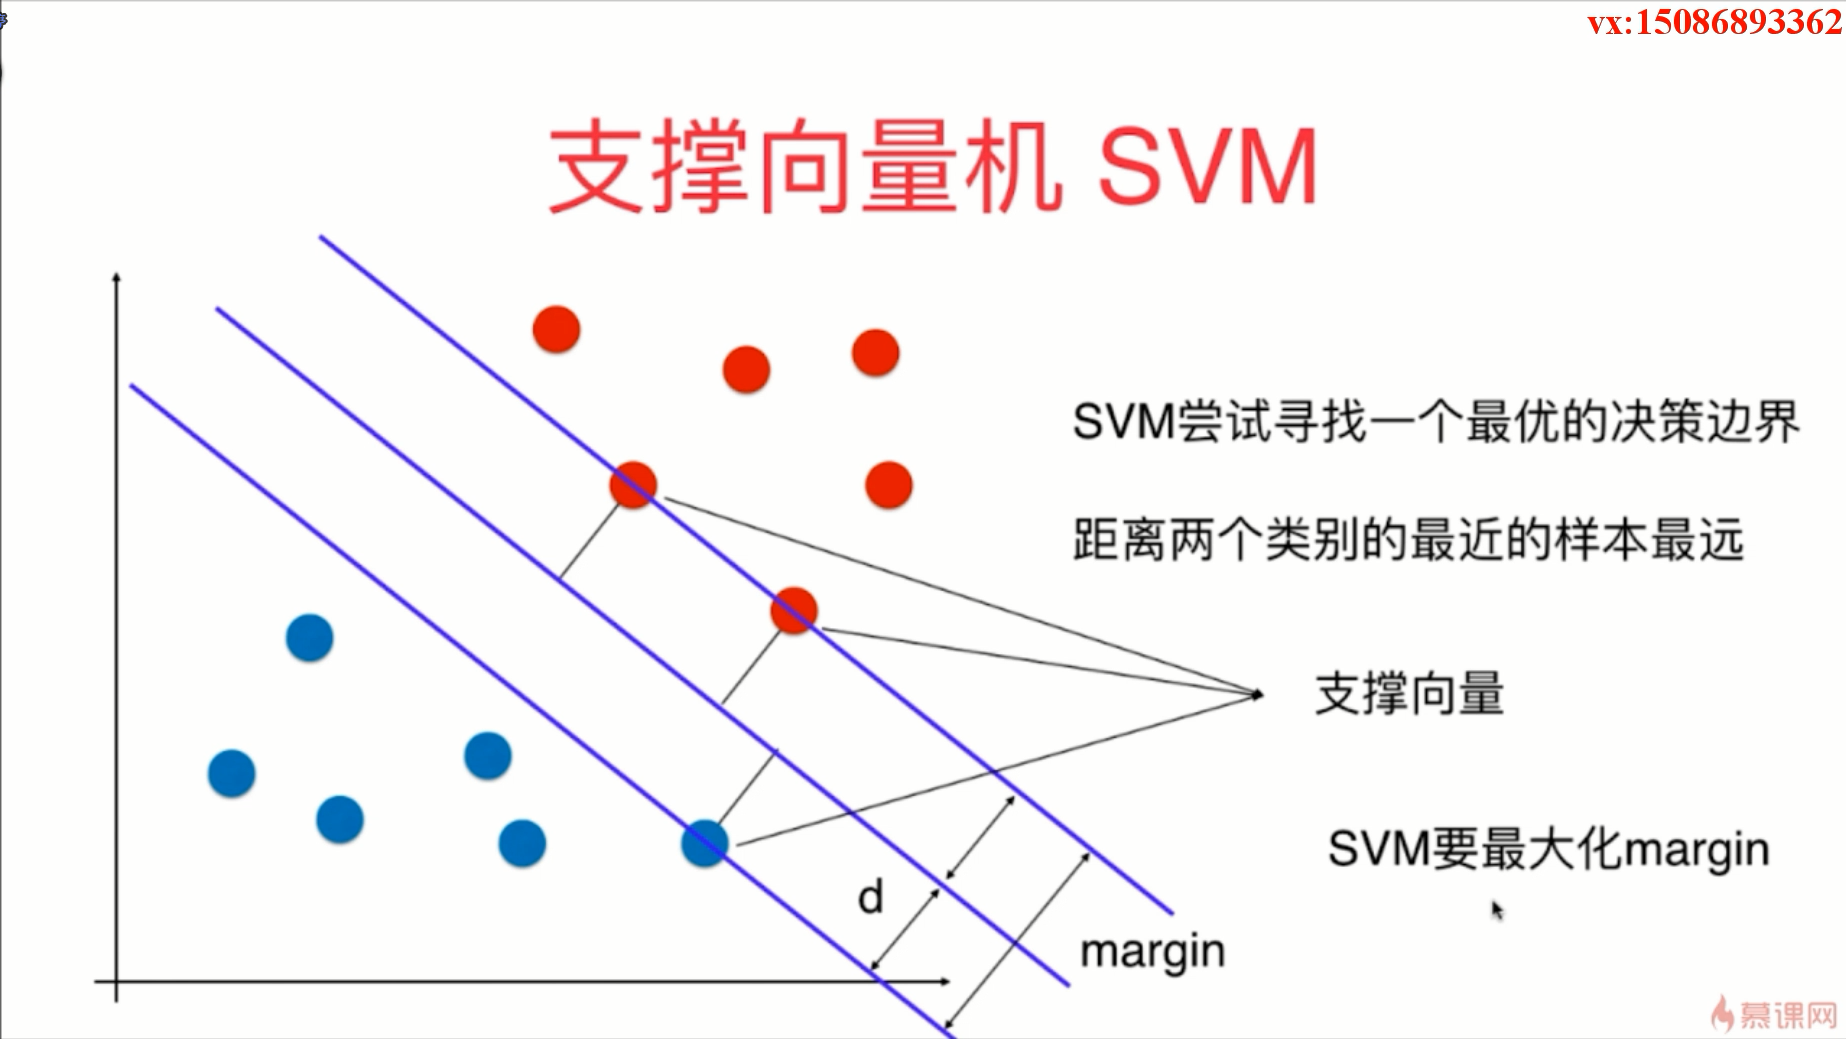 vx:15086893362
支撑向量机 SVM
SVM尝试寻找一个最优的决策边界
距离两个类别的最近的样本最远
支撑向量
SVM要最大化margin
d
margin
慕课网